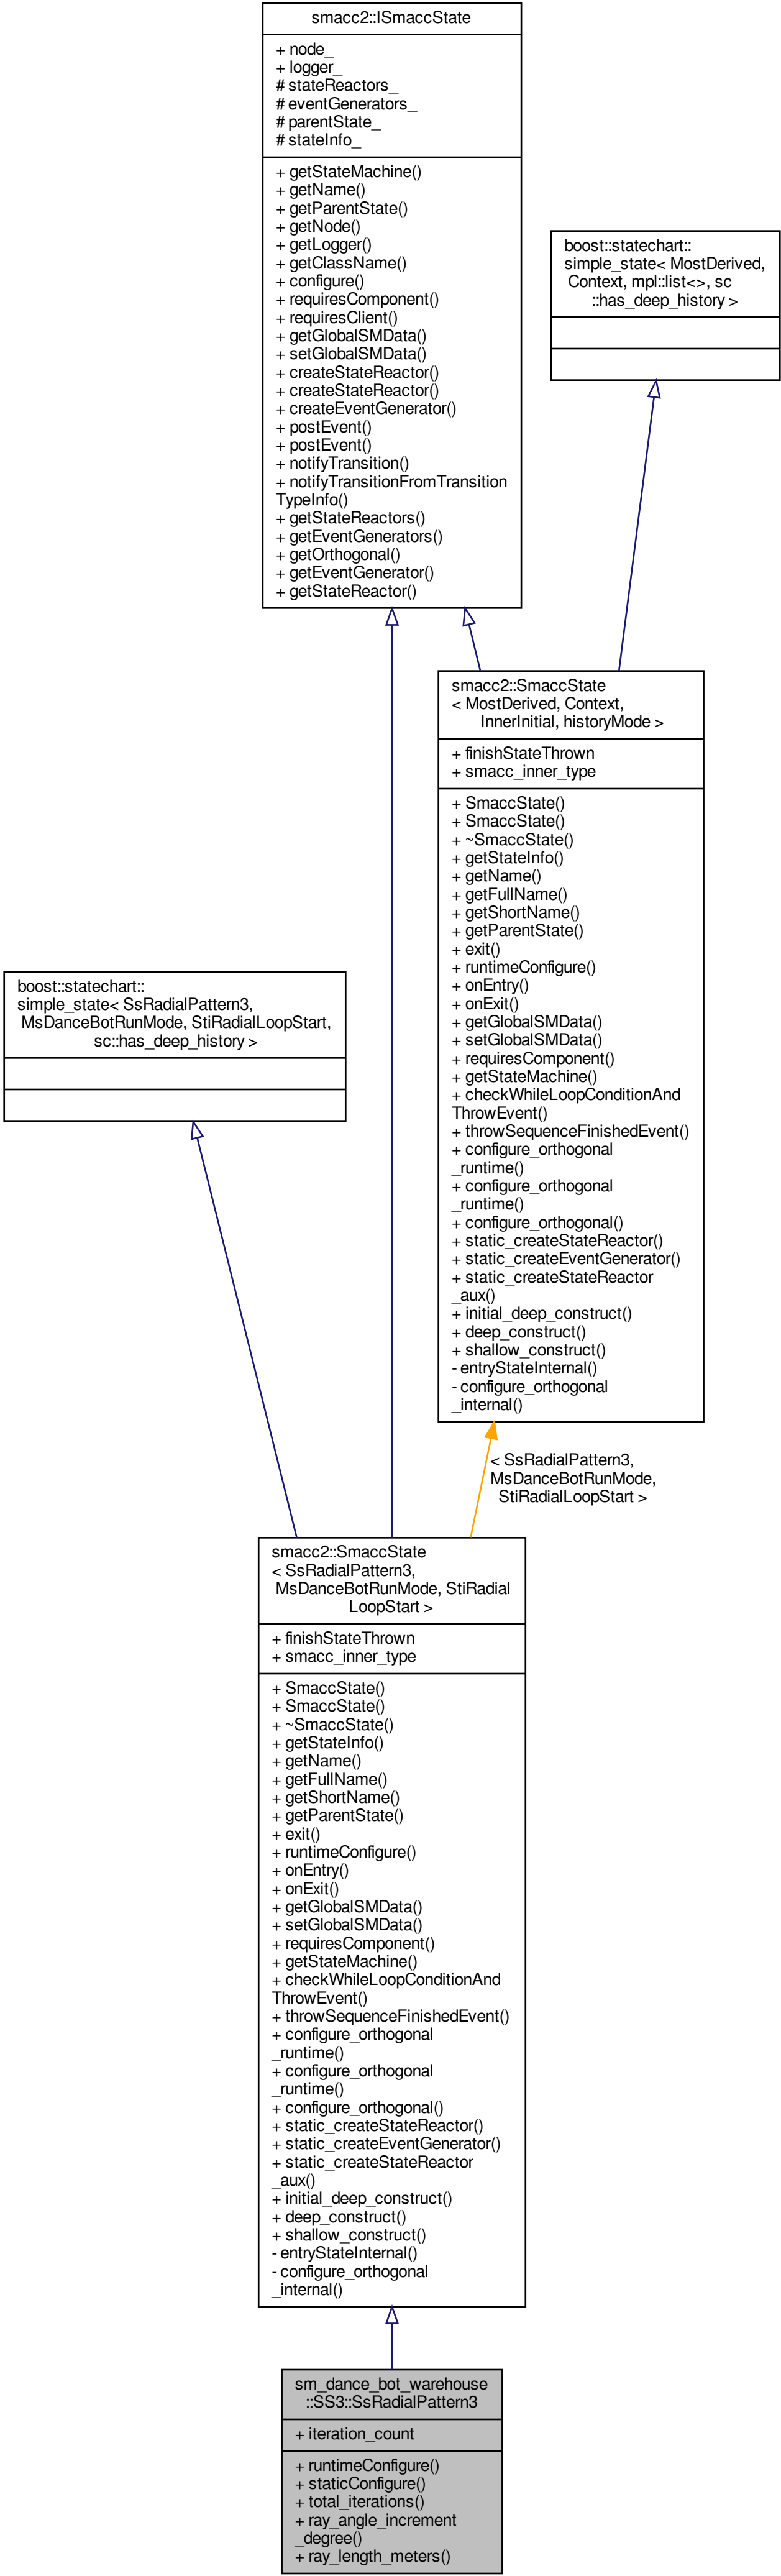 smacc2::ISmaccState
+ node_
+ logger_
# stateReactors_
# eventGenerators_
# parentState_
# stateInfo_
+ getStateMachine()
+ getName()
+ getParentState()
+ getNode()
+ getLogger()
+ getClassName()
+ configure()
+ requiresComponent()
+ requiresClient()
+ getGlobalSMData()
+ setGlobalSMData()
+ createStateReactor()
+ createStateReactor()
+ createEventGenerator()
+ postEvent()
+ postEvent()
+ notifyTransition()
+ notifyTransitionFromTransition
TypeInfo()
+ getStateReactors()
+ getEventGenerators()
+ getOrthogonal()
+ getEventGenerator()
+ getStateReactor()
boost::statechart::
simple_state< MostDerived,
Context, mpl::list<>, sc
::has_deep_history >
smacc2::SmaccState
< MostDerived, Context,
InnerInitial, historyMode >
+ finishStateThrown
+ smacc_inner_type
+ SmaccState()
+ SmaccState()
+ ~SmaccState()
+ getStateInfo()
+ getName()
+ getFullName()
+ getShortName()
+ getParentState()
+ exit()
+ runtimeConfigure()
+ onEntry()
+ onExit()
+ getGlobalSMData()
+ setGlobalSMData()
+ requiresComponent()
+ getStateMachine()
+ checkWhileLoopConditionAnd
ThrowEvent()
+ throwSequenceFinishedEvent()
+ configure_orthogonal
_runtime()
+ configure_orthogonal
_runtime()
+ configure_orthogonal()
+ static_createStateReactor()
+ static_createEventGenerator()
+ static_createStateReactor
_aux()
+ initial_deep_construct()
+ deep_construct()
+ shallow_construct()
- entryStateInternal()
- configure_orthogonal
_internal()
boost::statechart::
simple_state< SsRadialPattern3,
MsDanceBotRunMode, StiRadialLoopStart,
sc::has_deep_history >
< SsRadialPattern3,
MsDanceBotRunMode,
StiRadialLoopStart >
smacc2::SmaccState
< SsRadialPattern3,
MsDanceBotRunMode, StiRadial
LoopStart >
+ finishStateThrown
+ smacc_inner_type
+ SmaccState()
+ SmaccState()
+ ~SmaccState()
+ getStateInfo()
+ getName()
+ getFullName()
+ getShortName()
+ getParentState()
+ exit()
+ runtimeConfigure()
+ onEntry()
+ onExit()
+ getGlobalSMData()
+ setGlobalSMData()
+ requiresComponent()
+ getStateMachine()
+ checkWhileLoopConditionAnd
ThrowEvent()
+ throwSequenceFinishedEvent()
+ configure_orthogonal
_runtime()
+ configure_orthogonal
_runtime()
+ configure_orthogonal()
+ static_createStateReactor()
+ static_createEventGenerator()
+ static_createStateReactor
_aux()
+ initial_deep_construct()
+ deep_construct()
+ shallow_construct()
- entryStateInternal()
- configure_orthogonal
_internal()
sm_dance_bot_warehouse
::SS3::SsRadialPattern3
+ iteration_count
+ runtimeConfigure()
+ staticConfigure()
+ total_iterations()
+ ray_angle_increment
_degree()
+ ray_length_meters()